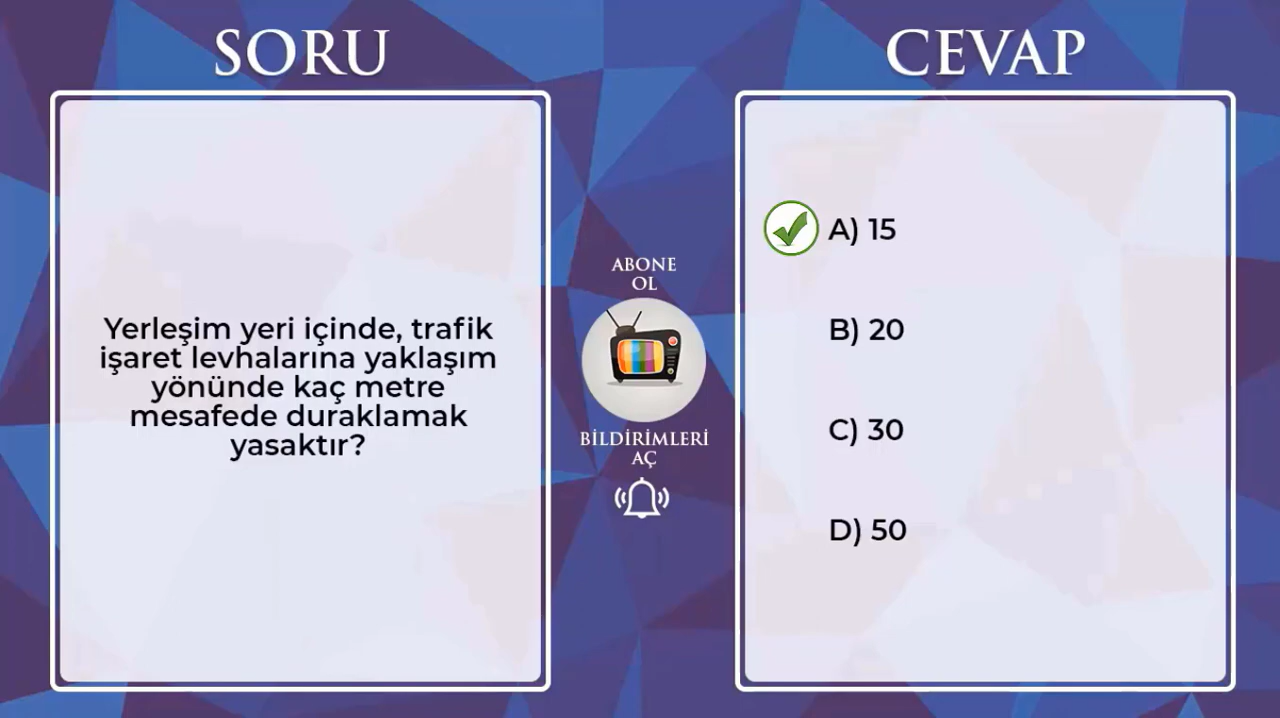 SORU
Yerleşim yeri içinde, trafik
işaret levhalarına yaklaşım
yönünde kaç metre
mesafede duraklamak
yasaktır?
ABONE
OL
BİLDİRİMLERİ
AÇ
CEVAP
A) 15
B) 20
C) 30
D) 50